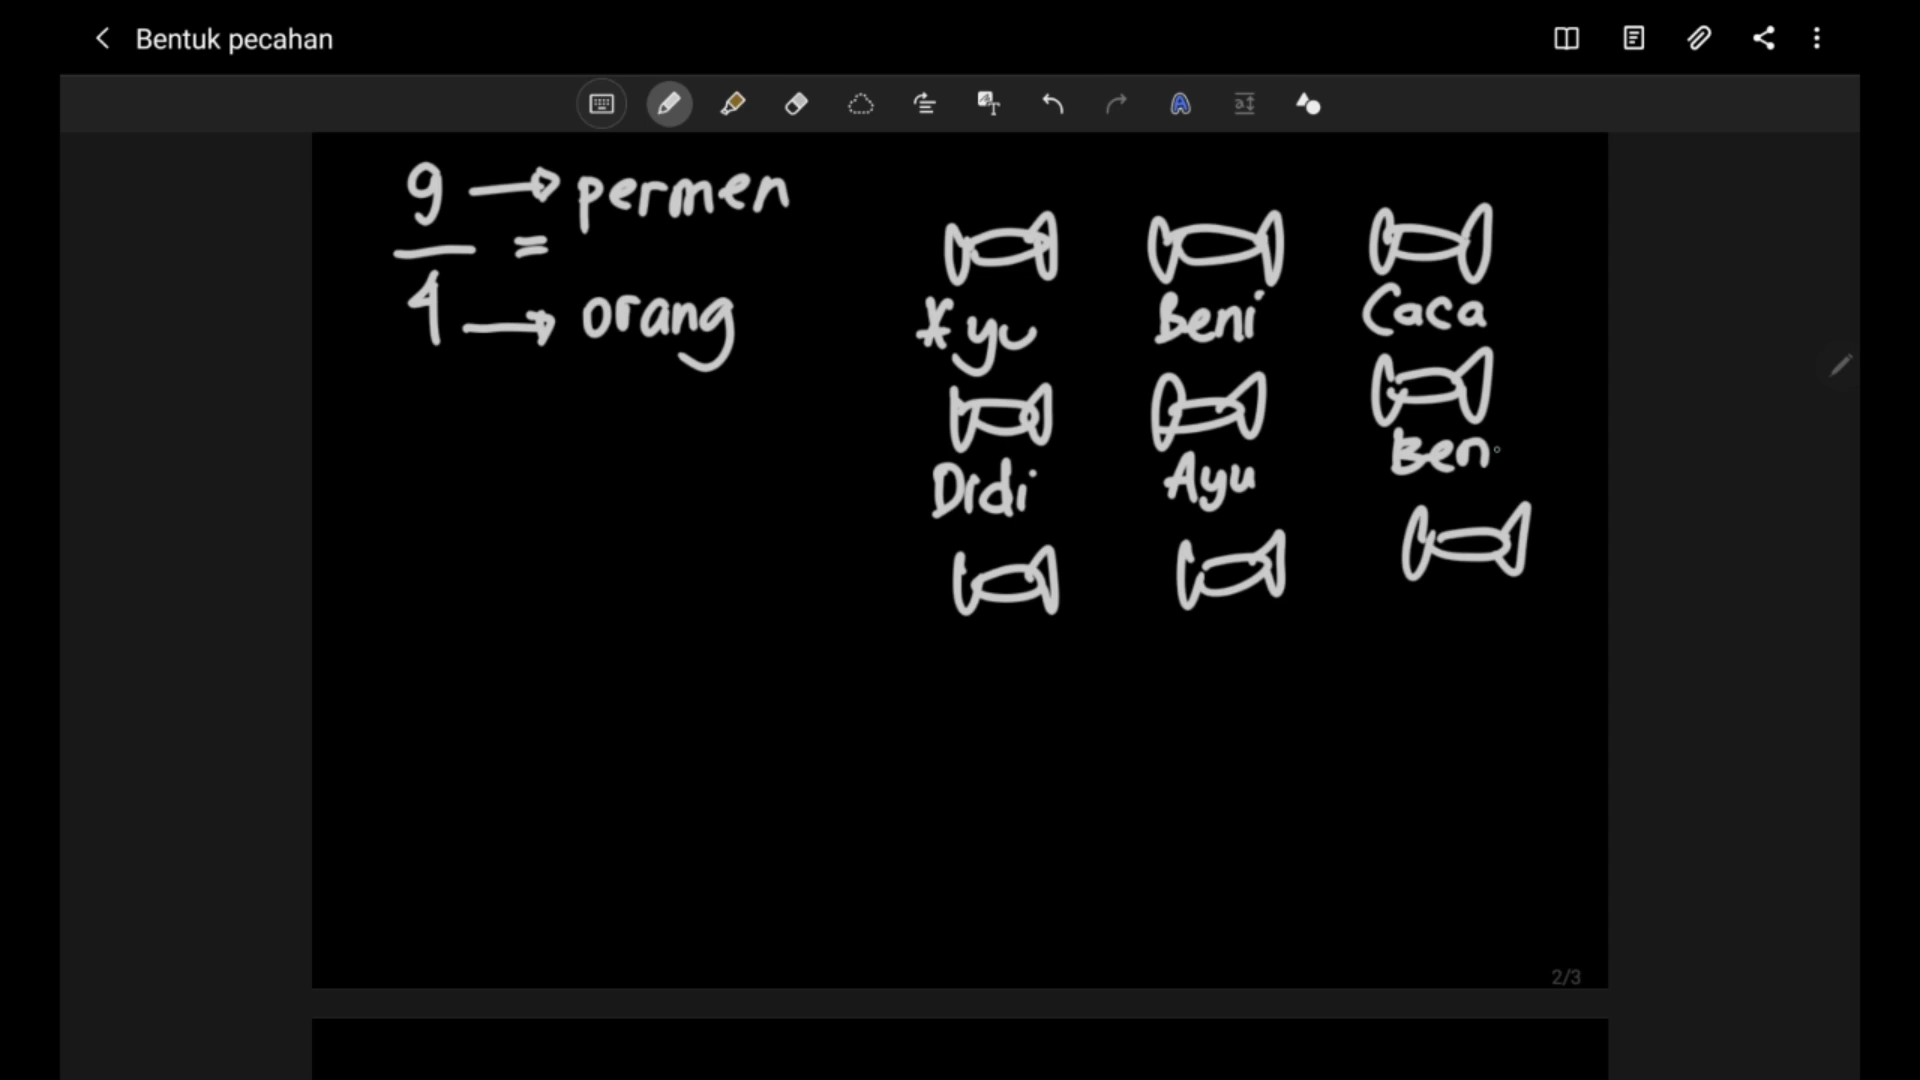 Bentuk pecahan
9 → permen
=
4 → orang
Ayu Beni Caca
Didi Ayu Ben
2/3